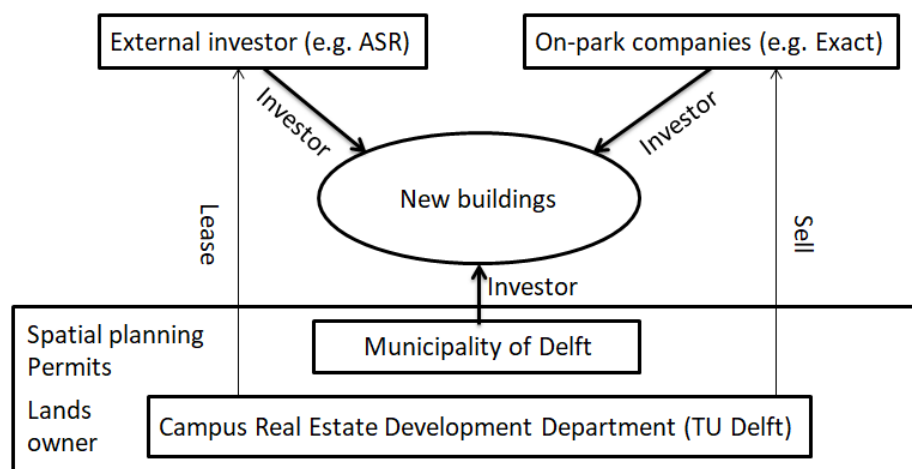 External investor (e.g. ASR)
On-park companies (e.g. Exact)
Investor
Investor
New buildings
Lease
Sell
Investor
Spatial planning
Permits
Municipality of Delft
Lands
owner
Campus Real Estate Development Department (TU Delft)